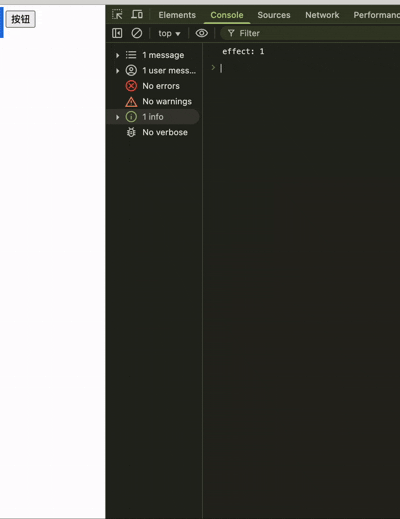 按钮
Elements Console Sources Network Performanc
top Filter
1 message
1 user mess...
No errors
No warnings
1 info
No verbose
effect: 1